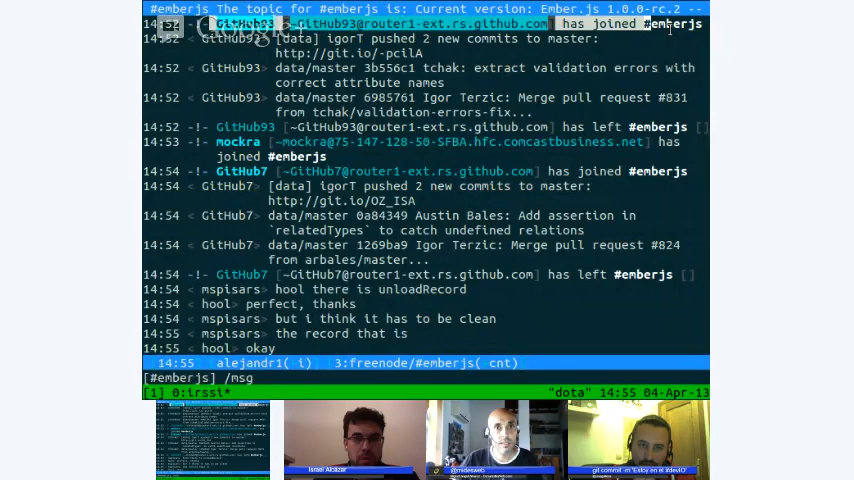 #emberjs The topic for #emberjs is: Current version: Ember.js 1.0.0-rc.2 --
14:52 -!- GitHub93 [~GitHub93@router1-ext.rs.github.com] has joined #emberjs
Google+
14:52 < GitHub93> [data] igorT pushed 2 new commits to master:
http://git.io/-pcilA
14:52 < GitHub93> data/master 3b556c1 tchak: extract validation errors with
correct attribute names
14:52 < GitHub93> data/master 6985761 Igor Terzic: Merge pull request #831
from tchak/validation-errors-fix...
14:52 -!- GitHub93 [~GitHub93@router1-ext.rs.github.com] has left #emberjs []
14:53 -!- mockra [~mockra@75-147-128-50-SFBA.hfc.comcastbusiness.net] has
joined #emberjs
14:54 -!- GitHub7 [~GitHub7@router1-ext.rs.github.com] has joined #emberjs
14:54 < GitHub7> [data] igorT pushed 2 new commits to master:
http://git.io/OZ_ISA
14:54 < GitHub7> data/master 0a84349 Austin Bales: Add assertion in
`relatedTypes` to catch undefined relations
14:54 < GitHub7> data/master 1269ba9 Igor Terzic: Merge pull request #824
from arbales/master...
14:54 -!- GitHub7 [~GitHub7@router1-ext.rs.github.com] has left #emberjs []
14:54 < mspisars> hool there is unloadRecord
14:54 < hool> perfect, thanks
14:54 < mspisars> but i think it has to be clean
14:55 < mspisars> the record that is
14:55 < hool> okay
14:55 alejandr1( i) 3:freenode/#emberjs( cnt)
[#emberjs] /msg
[1] 0:irssi* "dota" 14:55 04-Apr-13
Israel Alcázar
@midesweb
git commit -m "Estoy en el #devIO"